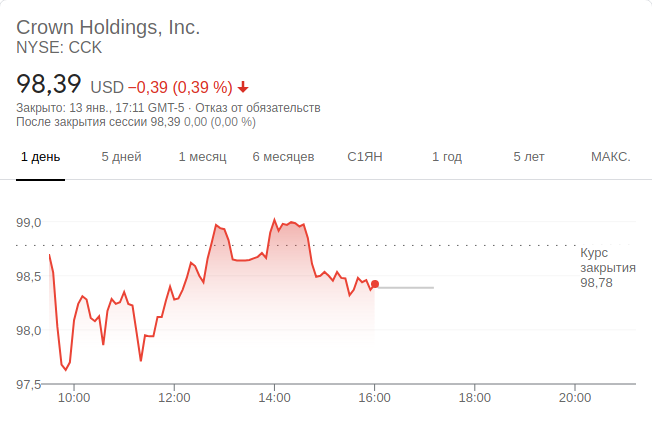 Crown Holdings, Inc.
NYSE: CCK
98,39 USD −0,39 (0,39 %)
Закрыто: 13 янв., 17:11 GMT-5 · Отказ от обязательств
После закрытия сессии 98,39 0,00 (0,00 %)
1 день 5 дней 1 месяц 6 месяцев С1ЯН 1 год 5 лет МАКС.
99,0
Курс
закрытия
98,78
98,5
98,0
97,5
10:00 12:00 14:00 16:00 18:00 20:00